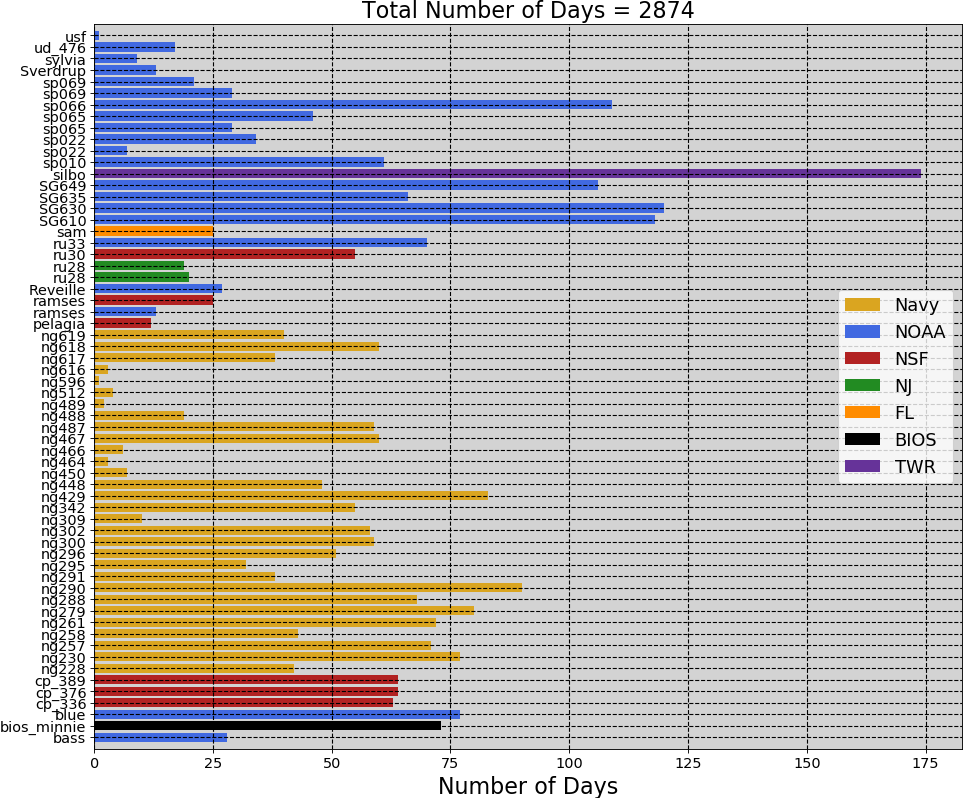 Total Number of Days = 2874
usf
ud_476
sylvia
Sverdrup
sp069
sp069
sp066
sp065
sp065
sp022
sp022
sp010
silbo
SG649
SG635
SG630
SG610
sam
ru33
ru30
ru28
ru28
Reveille
ramses
ramses
pelagia
ng619
ng618
ng617
ng616
ng596
ng512
ng489
ng488
ng487
ng467
ng466
ng464
ng450
ng448
ng429
ng342
ng309
ng302
ng300
ng296
ng295
ng291
ng290
ng288
ng279
ng261
ng258
ng257
ng230
ng228
cp_389
cp_376
cp_336
blue
bios_minnie
bass
Navy
NOAA
NSF
NJ
FL
BIOS
TWR
0 25 50 75 100 125 150 175
Number of Days